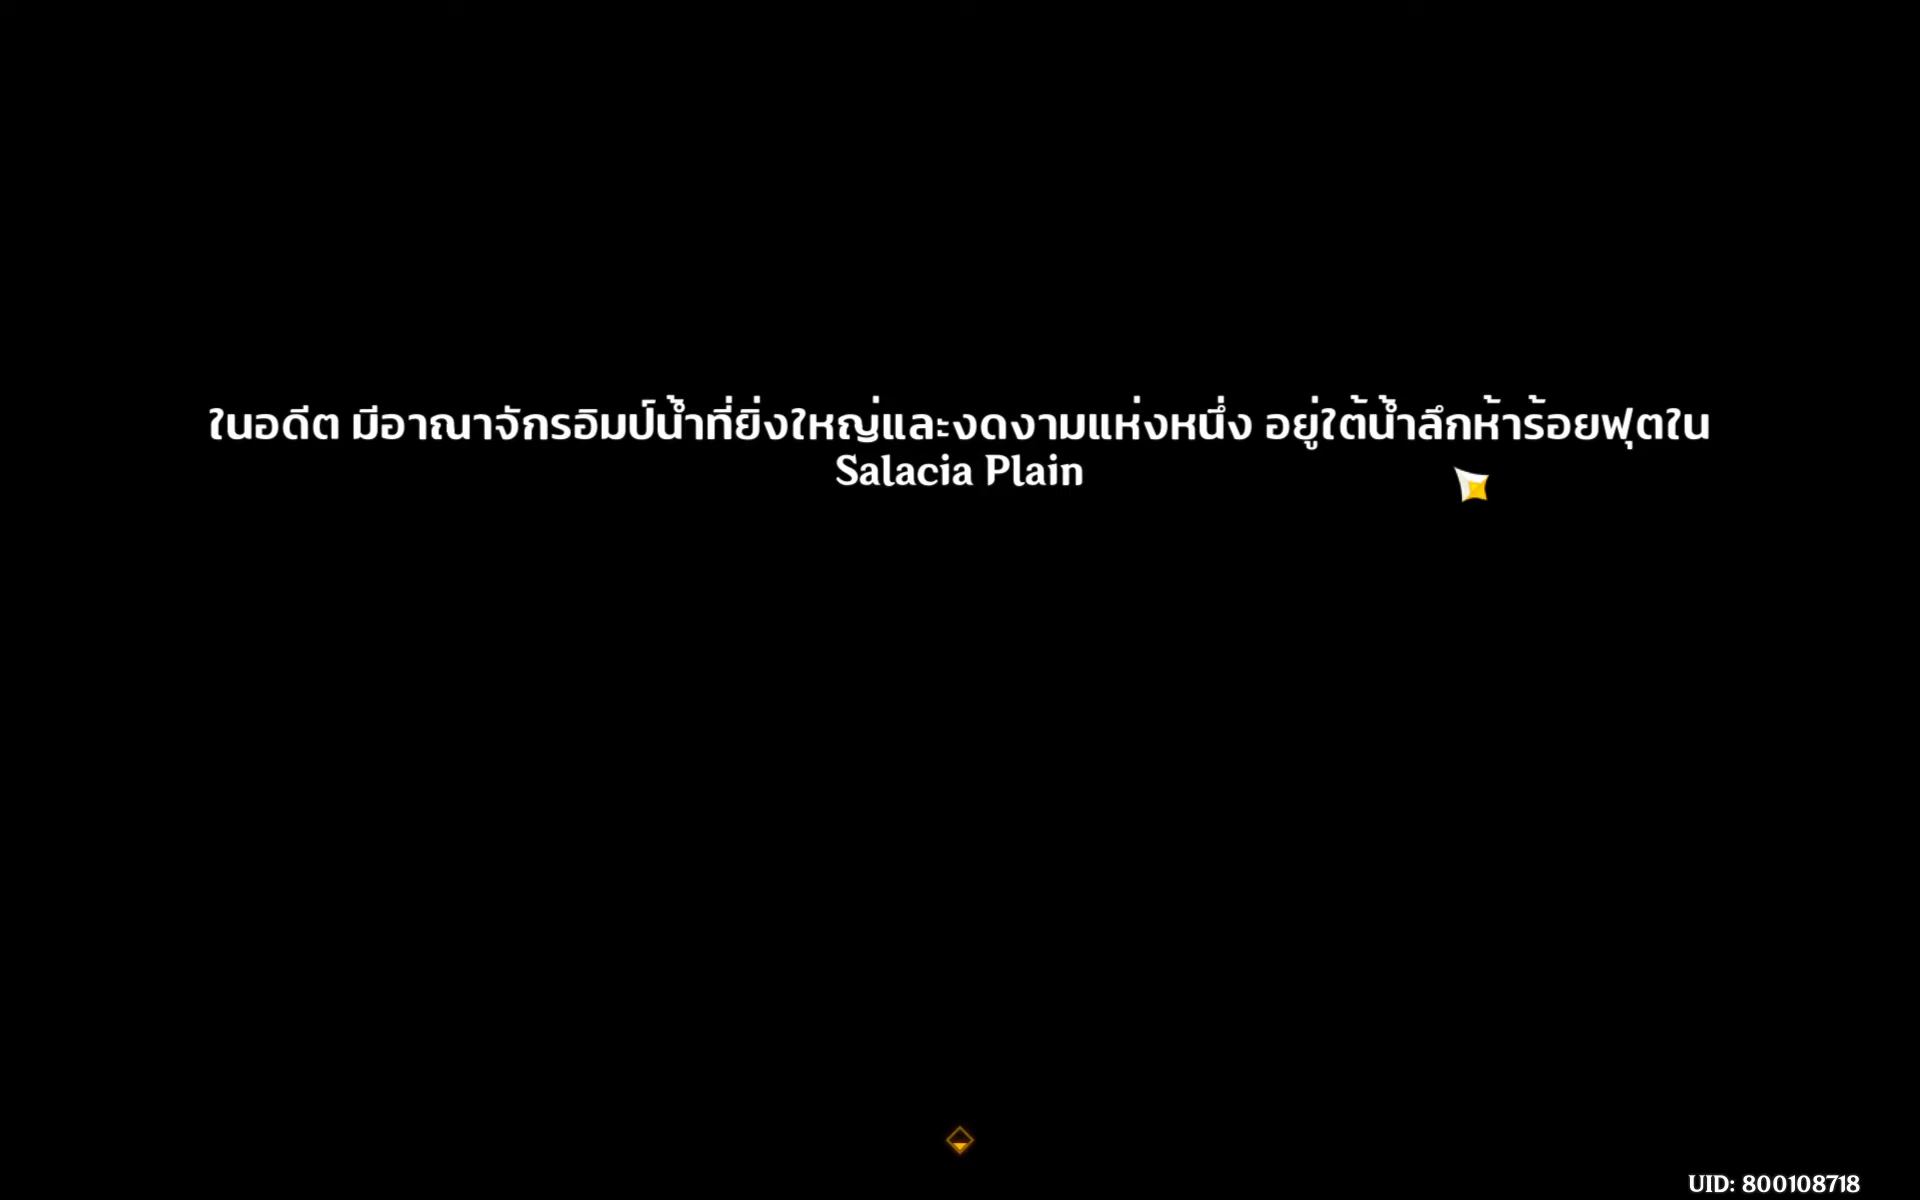 ในอดีต มีอาณาจักรอิมป์น้ำที่ยิ่งใหญ่และงดงามแห่งหนึ่ง อยู่ใต้น้ำลึกห้าร้อยฟุตใน
Salacia Plain
UID: 800108718